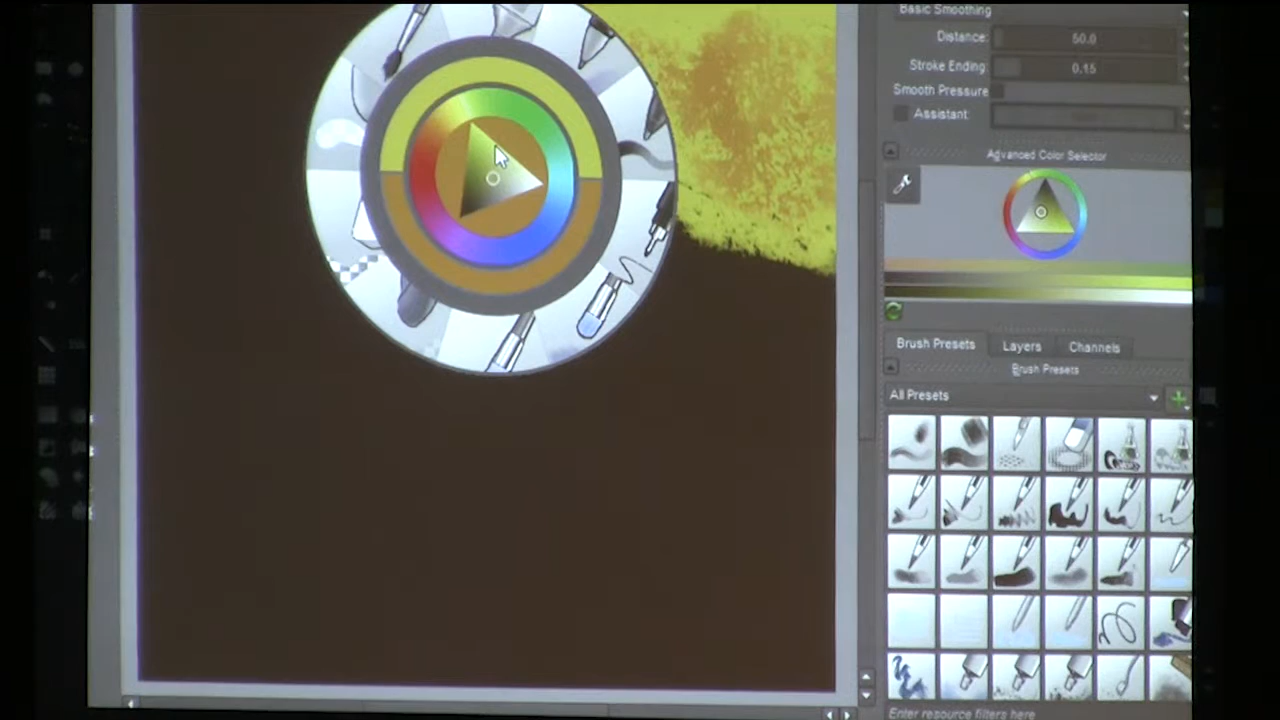 Basic Smoothing
Distance: 50.0
Stroke Ending: 0.15
Smooth Pressure
Assistant:
Advanced Color Selector
Brush Presets Layers Channels
Brush Presets
All Presets
Enter resource filters here